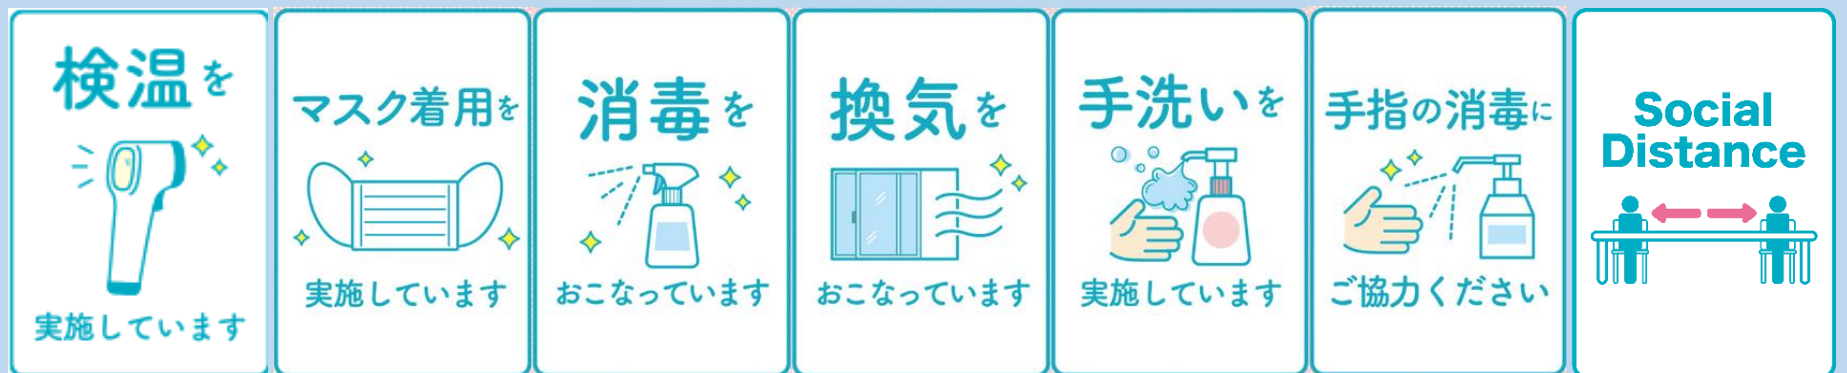 検温を
実施しています
マスク着用を
実施しています
消毒を
おこなっています
換気を
おこなっています
手洗いを
実施しています
手指の消毒に
ご協力ください
Social
Distance